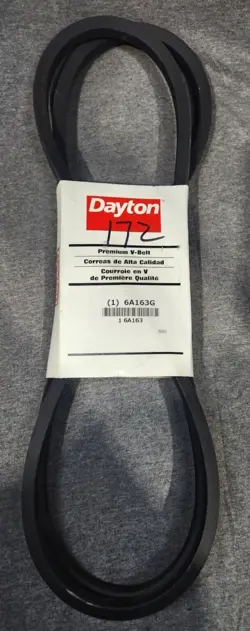 Dayton
172
Premium V-Belt
Correas de Alta Calidad
Courroie en V
de Première Qualité
(1) 6A163G
1 6A163